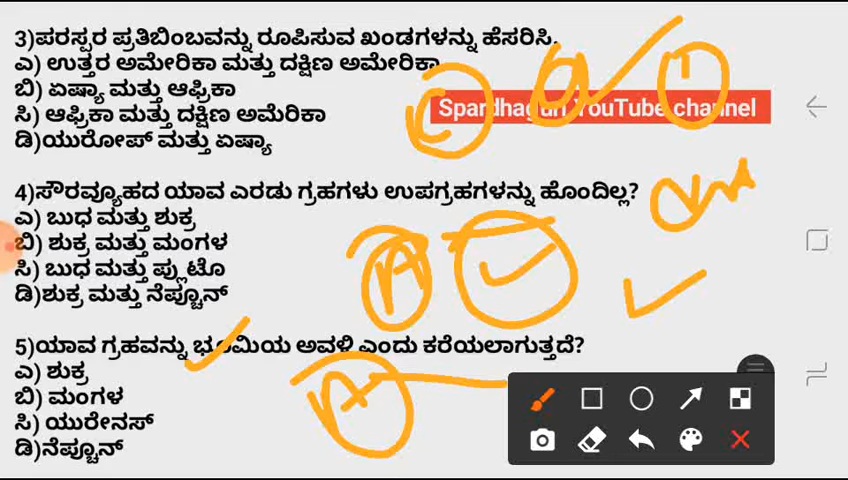 3)ಪರಸ್ಪರ ಪ್ರತಿಬಿಂಬವನ್ನು ರೂಪಿಸುವ ಖಂಡಗಳನ್ನು ಹೆಸರಿಸಿ.
ಎ) ಉತ್ತರ ಅಮೇರಿಕಾ ಮತ್ತು ದಕ್ಷಿಣ ಅಮೇರಿಕಾ
ಬಿ) ಏಷ್ಯಾ ಮತ್ತು ಆಫ್ರಿಕಾ
ಸಿ) ಆಫ್ರಿಕಾ ಮತ್ತು ದಕ್ಷಿಣ ಅಮೆರಿಕಾ
ಡಿ)ಯುರೋಪ್ ಮತ್ತು ಏಷ್ಯಾ
Spardhaguru YouTube channel
4)ಸೌರವ್ಯೂಹದ ಯಾವ ಎರಡು ಗ್ರಹಗಳು ಉಪಗ್ರಹಗಳನ್ನು ಹೊಂದಿಲ್ಲ?
ಎ) ಬುಧ ಮತ್ತು ಶುಕ್ರ
ಬಿ) ಶುಕ್ರ ಮತ್ತು ಮಂಗಳ
ಸಿ) ಬುಧ ಮತ್ತು ಪ್ಲುಟೊ
ಡಿ)ಶುಕ್ರ ಮತ್ತು ನೆಪ್ಚೂನ್
5)ಯಾವ ಗ್ರಹವನ್ನು ಭೂಮಿಯ ಅವಳಿ ಎಂದು ಕರೆಯಲಾಗುತ್ತದೆ?
ಎ) ಶುಕ್ರ
ಬಿ) ಮಂಗಳ
ಸಿ) ಯುರೇನಸ್
ಡಿ)ನೆಪ್ಚೂನ್